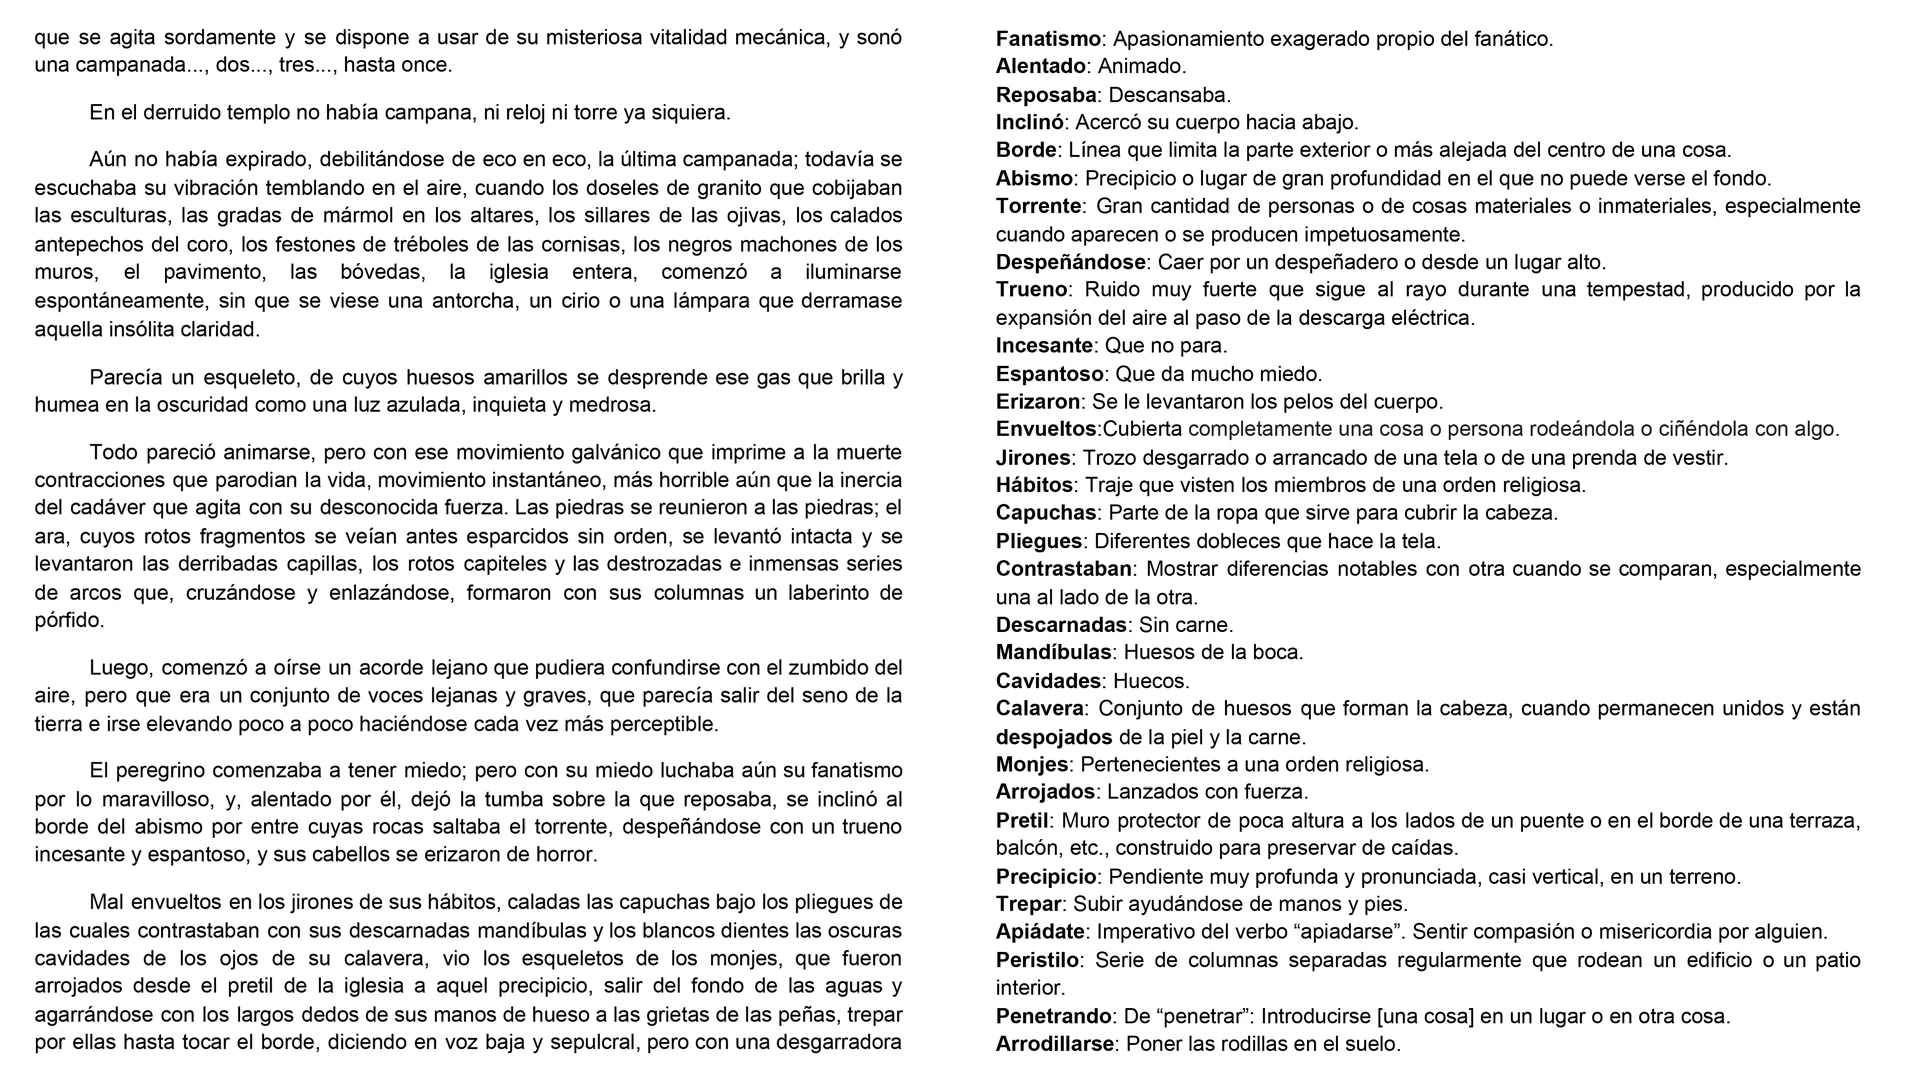 que se agita sordamente y se dispone a usar de su misteriosa vitalidad mecánica, y sonó
una campanada..., dos..., tres..., hasta once.
En el derruido templo no había campana, ni reloj ni torre ya siquiera.
Aún no había expirado, debilitándose de eco en eco, la última campanada; todavía se
escuchaba su vibración temblando en el aire, cuando los doseles de granito que cobijaban
las esculturas, las gradas de mármol en los altares, los sillares de las ojivas, los calados
antepechos del coro, los festones de tréboles de las cornisas, los negros machones de los
muros, el pavimento, las bóvedas, la iglesia entera, comenzó a iluminarse
espontáneamente, sin que se viese una antorcha, un cirio o una lámpara que derramase
aquella insólita claridad.
Parecía un esqueleto, de cuyos huesos amarillos se desprende ese gas que brilla y
humea en la oscuridad como una luz azulada, inquieta y medrosa.
Todo pareció animarse, pero con ese movimiento galvánico que imprime a la muerte
contracciones que parodian la vida, movimiento instantáneo, más horrible aún que la inercia
del cadáver que agita con su desconocida fuerza. Las piedras se reunieron a las piedras; el
ara, cuyos rotos fragmentos se veían antes esparcidos sin orden, se levantó intacta y se
levantaron las derribadas capillas, los rotos capiteles y las destrozadas e inmensas series
de arcos que, cruzándose y enlazándose, formaron con sus columnas un laberinto de
pórfido.
Luego, comenzó a oírse un acorde lejano que pudiera confundirse con el zumbido del
aire, pero que era un conjunto de voces lejanas y graves, que parecía salir del seno de la
tierra e irse elevando poco a poco haciéndose cada vez más perceptible.
El peregrino comenzaba a tener miedo; pero con su miedo luchaba aún su fanatismo
por lo maravilloso, y, alentado por él, dejó la tumba sobre la que reposaba, se inclinó al
borde del abismo por entre cuyas rocas saltaba el torrente, despeñándose con un trueno
incesante y espantoso, y sus cabellos se erizaron de horror.
Mal envueltos en los jirones de sus hábitos, caladas las capuchas bajo los pliegues de
las cuales contrastaban con sus descarnadas mandíbulas y los blancos dientes las oscuras
cavidades de los ojos de su calavera, vio los esqueletos de los monjes, que fueron
arrojados desde el pretil de la iglesia a aquel precipicio, salir del fondo de las aguas y
agarrándose con los largos dedos de sus manos de hueso a las grietas de las peñas, trepar
por ellas hasta tocar el borde, diciendo en voz baja y sepulcral, pero con una desgarradora
Fanatismo: Apasionamiento exagerado propio del fanático.
Alentado: Animado.
Reposaba: Descansaba.
Inclinó: Acercó su cuerpo hacia abajo.
Borde: Línea que limita la parte exterior o más alejada del centro de una cosa.
Abismo: Precipicio o lugar de gran profundidad en el que no puede verse el fondo.
Torrente: Gran cantidad de personas o de cosas materiales o inmateriales, especialmente
cuando aparecen o se producen impetuosamente.
Despeñándose: Caer por un despeñadero o desde un lugar alto.
Trueno: Ruido muy fuerte que sigue al rayo durante una tempestad, producido por la
expansión del aire al paso de la descarga eléctrica.
Incesante: Que no para.
Espantoso: Que da mucho miedo.
Erizaron: Se le levantaron los pelos del cuerpo.
Envueltos:Cubierta completamente una cosa o persona rodeándola o ciñéndola con algo.
Jirones: Trozo desgarrado o arrancado de una tela o de una prenda de vestir.
Hábitos: Traje que visten los miembros de una orden religiosa.
Capuchas: Parte de la ropa que sirve para cubrir la cabeza.
Pliegues: Diferentes dobleces que hace la tela.
Contrastaban: Mostrar diferencias notables con otra cuando se comparan, especialmente
una al lado de la otra.
Descarnadas: Sin carne.
Mandíbulas: Huesos de la boca.
Cavidades: Huecos.
Calavera: Conjunto de huesos que forman la cabeza, cuando permanecen unidos y están
despojados de la piel y la carne.
Monjes: Pertenecientes a una orden religiosa.
Arrojados: Lanzados con fuerza.
Pretil: Muro protector de poca altura a los lados de un puente o en el borde de una terraza,
balcón, etc., construido para preservar de caídas.
Precipicio: Pendiente muy profunda y pronunciada, casi vertical, en un terreno.
Trepar: Subir ayudándose de manos y pies.
Apiádate: Imperativo del verbo “apiadarse”. Sentir compasión o misericordia por alguien.
Peristilo: Serie de columnas separadas regularmente que rodean un edificio o un patio
interior.
Penetrando: De “penetrar”: Introducirse [una cosa] en un lugar o en otra cosa.
Arrodillarse: Poner las rodillas en el suelo.